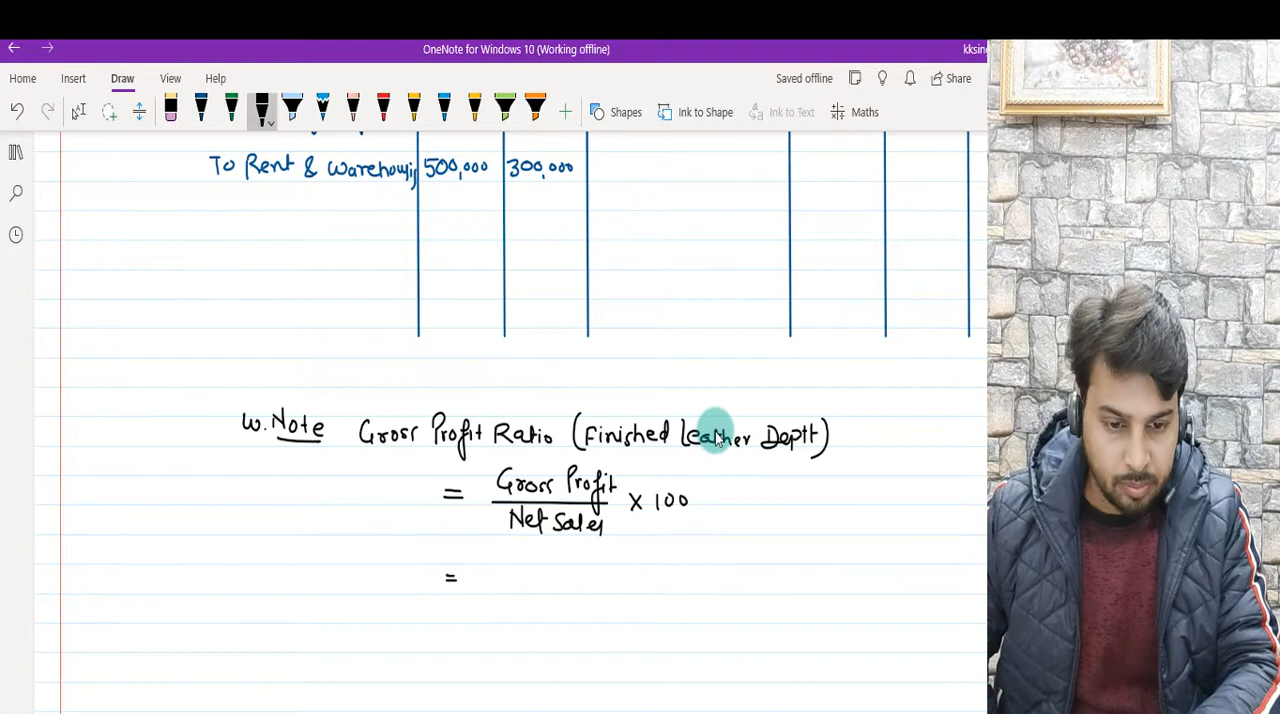 OneNote for Windows 10 (Working offline)
kksin
Home Insert Draw View Help
Saved offline
Share
Shapes Ink to Shape Ink to Text Maths
To Rent & Warehousing 500,000 300,000
W.Note Gross Profit Ratio (Finished Leather Deptt)
= Gross Profit
Net Sales
× 100
=